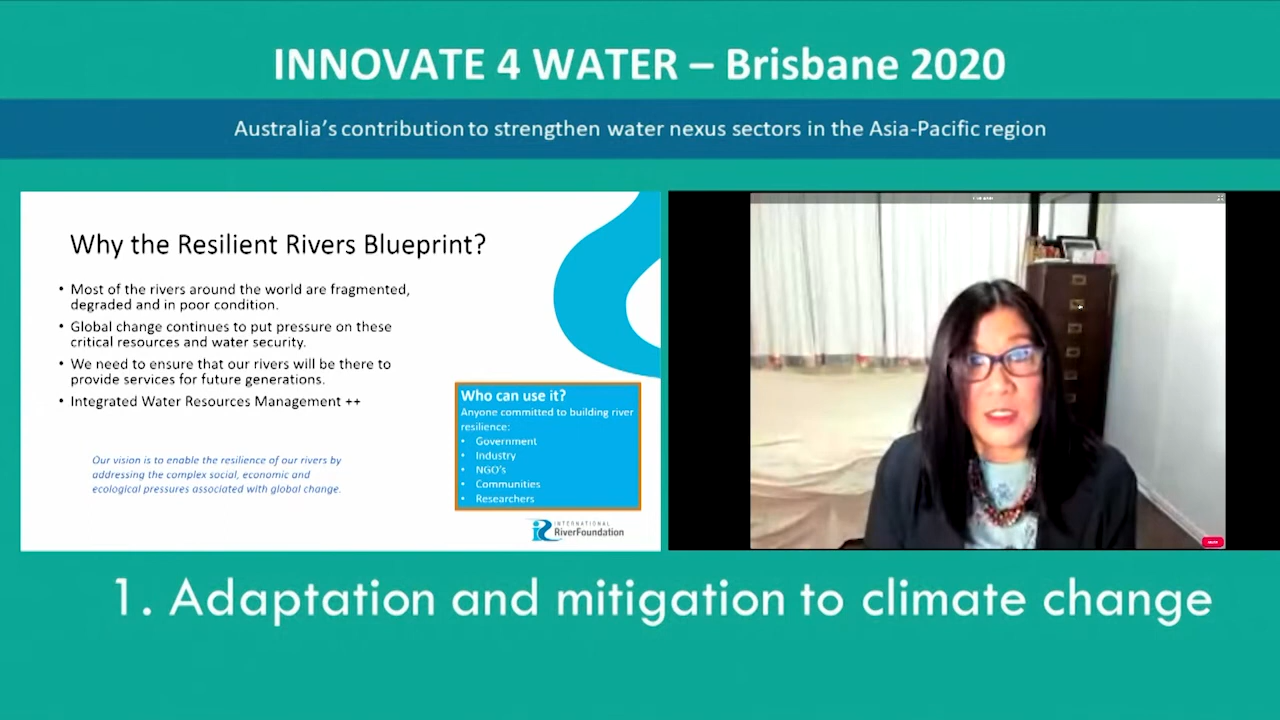 INNOVATE 4 WATER – Brisbane 2020
Australia's contribution to strengthen water nexus sectors in the Asia-Pacific region
Why the Resilient Rivers Blueprint?
• Most of the rivers around the world are fragmented,
degraded and in poor condition.
• Global change continues to put pressure on these
critical resources and water security.
• We need to ensure that our rivers will be there to
provide services for future generations.
• Integrated Water Resources Management ++
Our vision is to enable the resilience of our rivers by
addressing the complex social, economic and
ecological pressures associated with global change.
Who can use it?
Anyone committed to building river
resilience:
• Government
• Industry
• NGO's
• Communities
• Researchers
INTERNATIONAL
RiverFoundation
1. Adaptation and mitigation to climate change